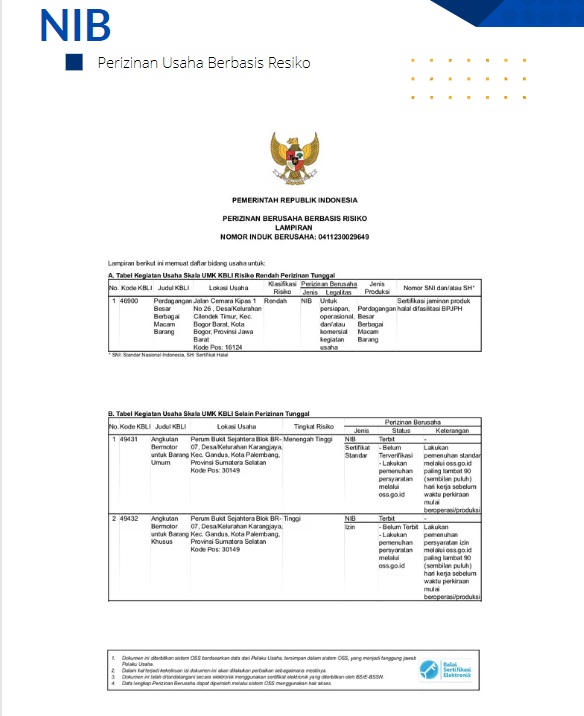 NIB
Perizinan Usaha Berbasis Resiko
PEMERINTAH REPUBLIK INDONESIA
PERIZINAN BERUSAHA BERBASIS RISIKO
LAMPIRAN
NOMOR INDUK BERUSAHA: 0411230029649
Lampiran berikut ini memuat daftar bidang usaha untuk:
A. Tabel Kegiatan Usaha Skala UMK KBLI Risiko Rendah Perizinan Tunggal
No. Kode KBLI Judul KBLI Lokasi Usaha Klasifikasi Risiko Perizinan Berusaha Jenis Legalitas Jenis Produksi Nomor SNI dan/atau SH*
1 46900 Perdagangan Besar Berbagai Macam Barang Jalan Cemara Kipas 1 No 26 , Desa/Kelurahan Cilendek Timur, Kec. Bogor Barat, Kota Bogor, Provinsi Jawa Barat Kode Pos: 16124 Rendah NIB Untuk persiapan, operasional, dan/atau komersial kegiatan usaha Perdagangan Besar Berbagai Macam Barang Sertifikasi jaminan produk halal difasilitasi BPJPH
* SNI: Standar Nasional Indonesia, SH: Sertifikat Halal
B. Tabel Kegiatan Usaha Skala UMK KBLI Selain Perizinan Tunggal
No. Kode KBLI Judul KBLI Lokasi Usaha Tingkat Risiko Perizinan Berusaha Jenis Status Keterangan
1 49431 Angkutan Bermotor untuk Barang Umum Perum Bukit Sejahtera Blok BR-07, Desa/Kelurahan Karangjaya, Kec. Gandus, Kota Palembang, Provinsi Sumatera Selatan Kode Pos: 30149 Menengah Tinggi NIB Terbit -
Sertifikat Standar - Belum Terverifikasi - Lakukan pemenuhan persyaratan melalui oss.go.id Lakukan pemenuhan standar melalui oss.go.id paling lambat 90 (sembilan puluh) hari kerja sebelum waktu perkiraan mulai beroperasi/produksi
2 49432 Angkutan Bermotor untuk Barang Khusus Perum Bukit Sejahtera Blok BR-07, Desa/Kelurahan Karangjaya, Kec. Gandus, Kota Palembang, Provinsi Sumatera Selatan Kode Pos: 30149 Tinggi NIB Terbit -
Izin - Belum Terbit - Lakukan pemenuhan persyaratan melalui oss.go.id Lakukan pemenuhan persyaratan izin melalui oss.go.id paling lambat 90 (sembilan puluh) hari kerja sebelum waktu perkiraan mulai beroperasi/produksi
1. Dokumen ini diterbitkan sistem OSS berdasarkan data dari Pelaku Usaha, tersimpan dalam sistem OSS, yang menjadi tanggung jawab
Pelaku Usaha.
2. Dalam hal terjadi kekeliruan isi dokumen ini akan dilakukan perbaikan sebagaimana mestinya.
3. Dokumen ini telah ditandatangani secara elektronik menggunakan sertifikat elektronik yang diterbitkan oleh BSrE-BSSN.
4. Data lengkap Perizinan Berusaha dapat diperoleh melalui sistem OSS menggunakan hak akses.
Balai
Sertifikasi
Elektronik